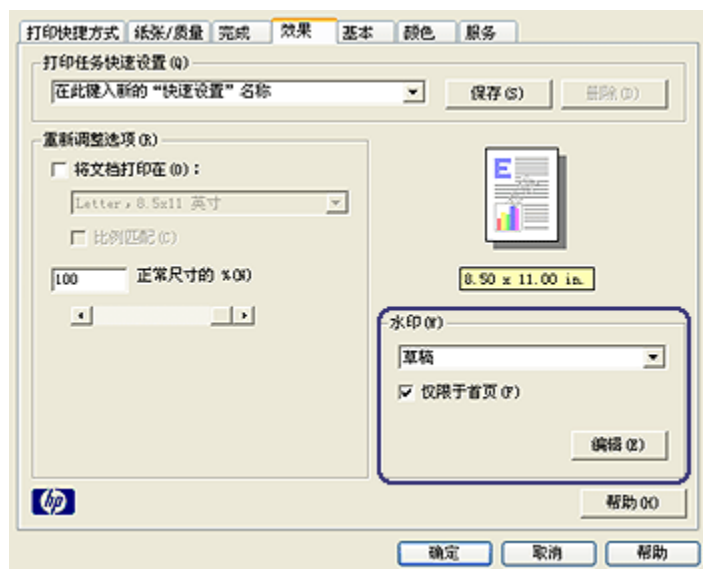 打印快捷方式 纸张/质量 完成 效果 基本 颜色 服务
打印任务快速设置(Q)
在此键入新的“快速设置”名称 保存(S) 删除(D)
重新调整选项(R)
将文档打印在(O)：
Letter，8.5x11 英寸
比例匹配(C)
100 正常尺寸的 %(N)
E
8.50 x 11.00 in.
水印(W)
草稿
仅限于首页(F)
编辑(E)
hp
帮助(H)
确定 取消 帮助